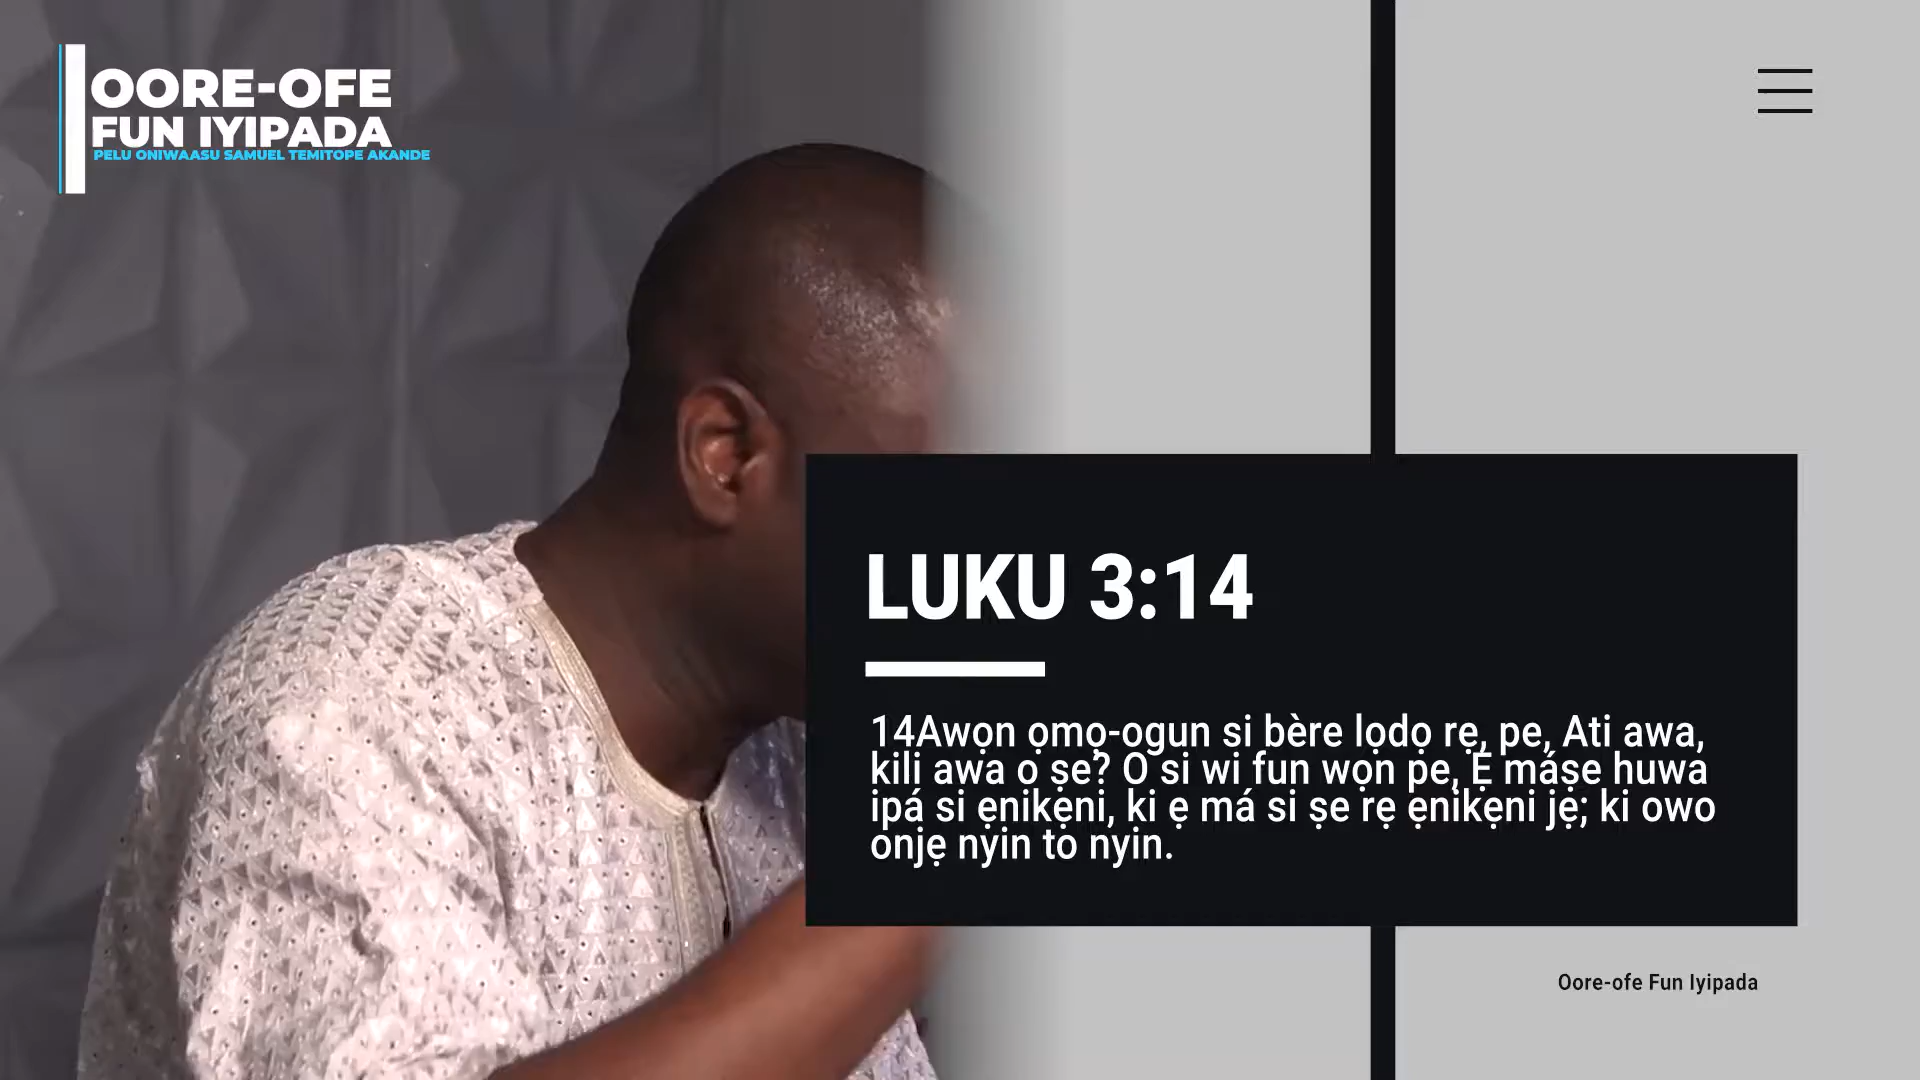 OORE-OFE
FUN IYIPADA
PELU ONIWAASU SAMUEL TEMITOPE AKANDE
LUKU 3:14
14Awọn ọmọ-ogun si bère lọdọ rẹ, pe, Ati awa,
kili awa o ṣe? O si wi fun wọn pe, Ẹ máṣe huwa
ipá si ẹnikẹni, ki ẹ má si ṣe rẹ ẹnikẹni jẹ; ki owo
onjẹ nyin to nyin.
Oore-ofe Fun Iyipada